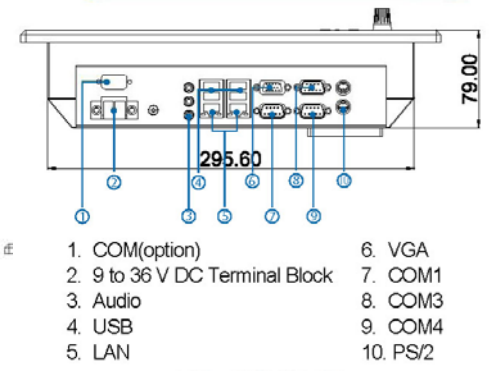 79.00
295.60
1 2 3 4 5 6 7 8 9 10
1. COM(option)
2. 9 to 36 V DC Terminal Block
3. Audio
4. USB
5. LAN
6. VGA
7. COM1
8. COM3
9. COM4
10. PS/2